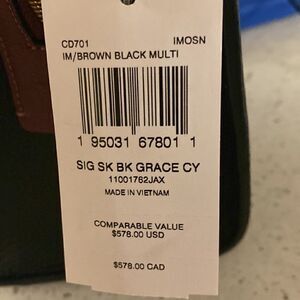 CD701 IMOSN
IM/BROWN BLACK MULTI
1 95031 67801 1
SIG SK BK GRACE CY
11001762JAX
MADE IN VIETNAM
COMPARABLE VALUE
$578.00 USD
$578.00 CAD